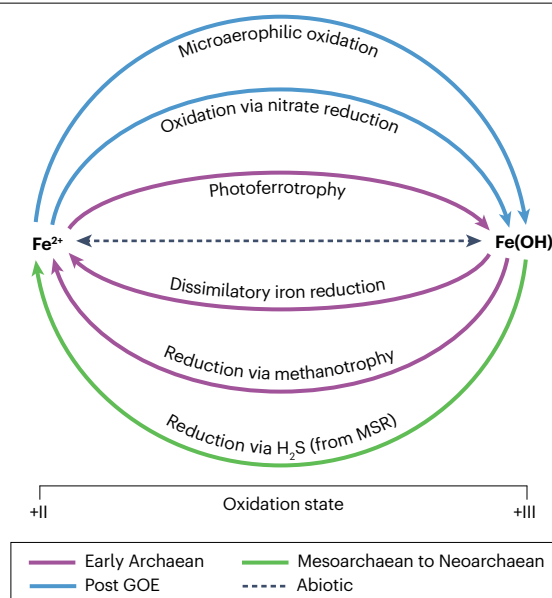 Microaerophilic oxidation
Oxidation via nitrate reduction
Photoferrotrophy
Fe²⁺
Fe(OH)
Dissimilatory iron reduction
Reduction via methanotrophy
Reduction via H₂S (from MSR)
+II
Oxidation state
+III
Early Archaean
Mesoarchaean to Neoarchaean
Post GOE
Abiotic